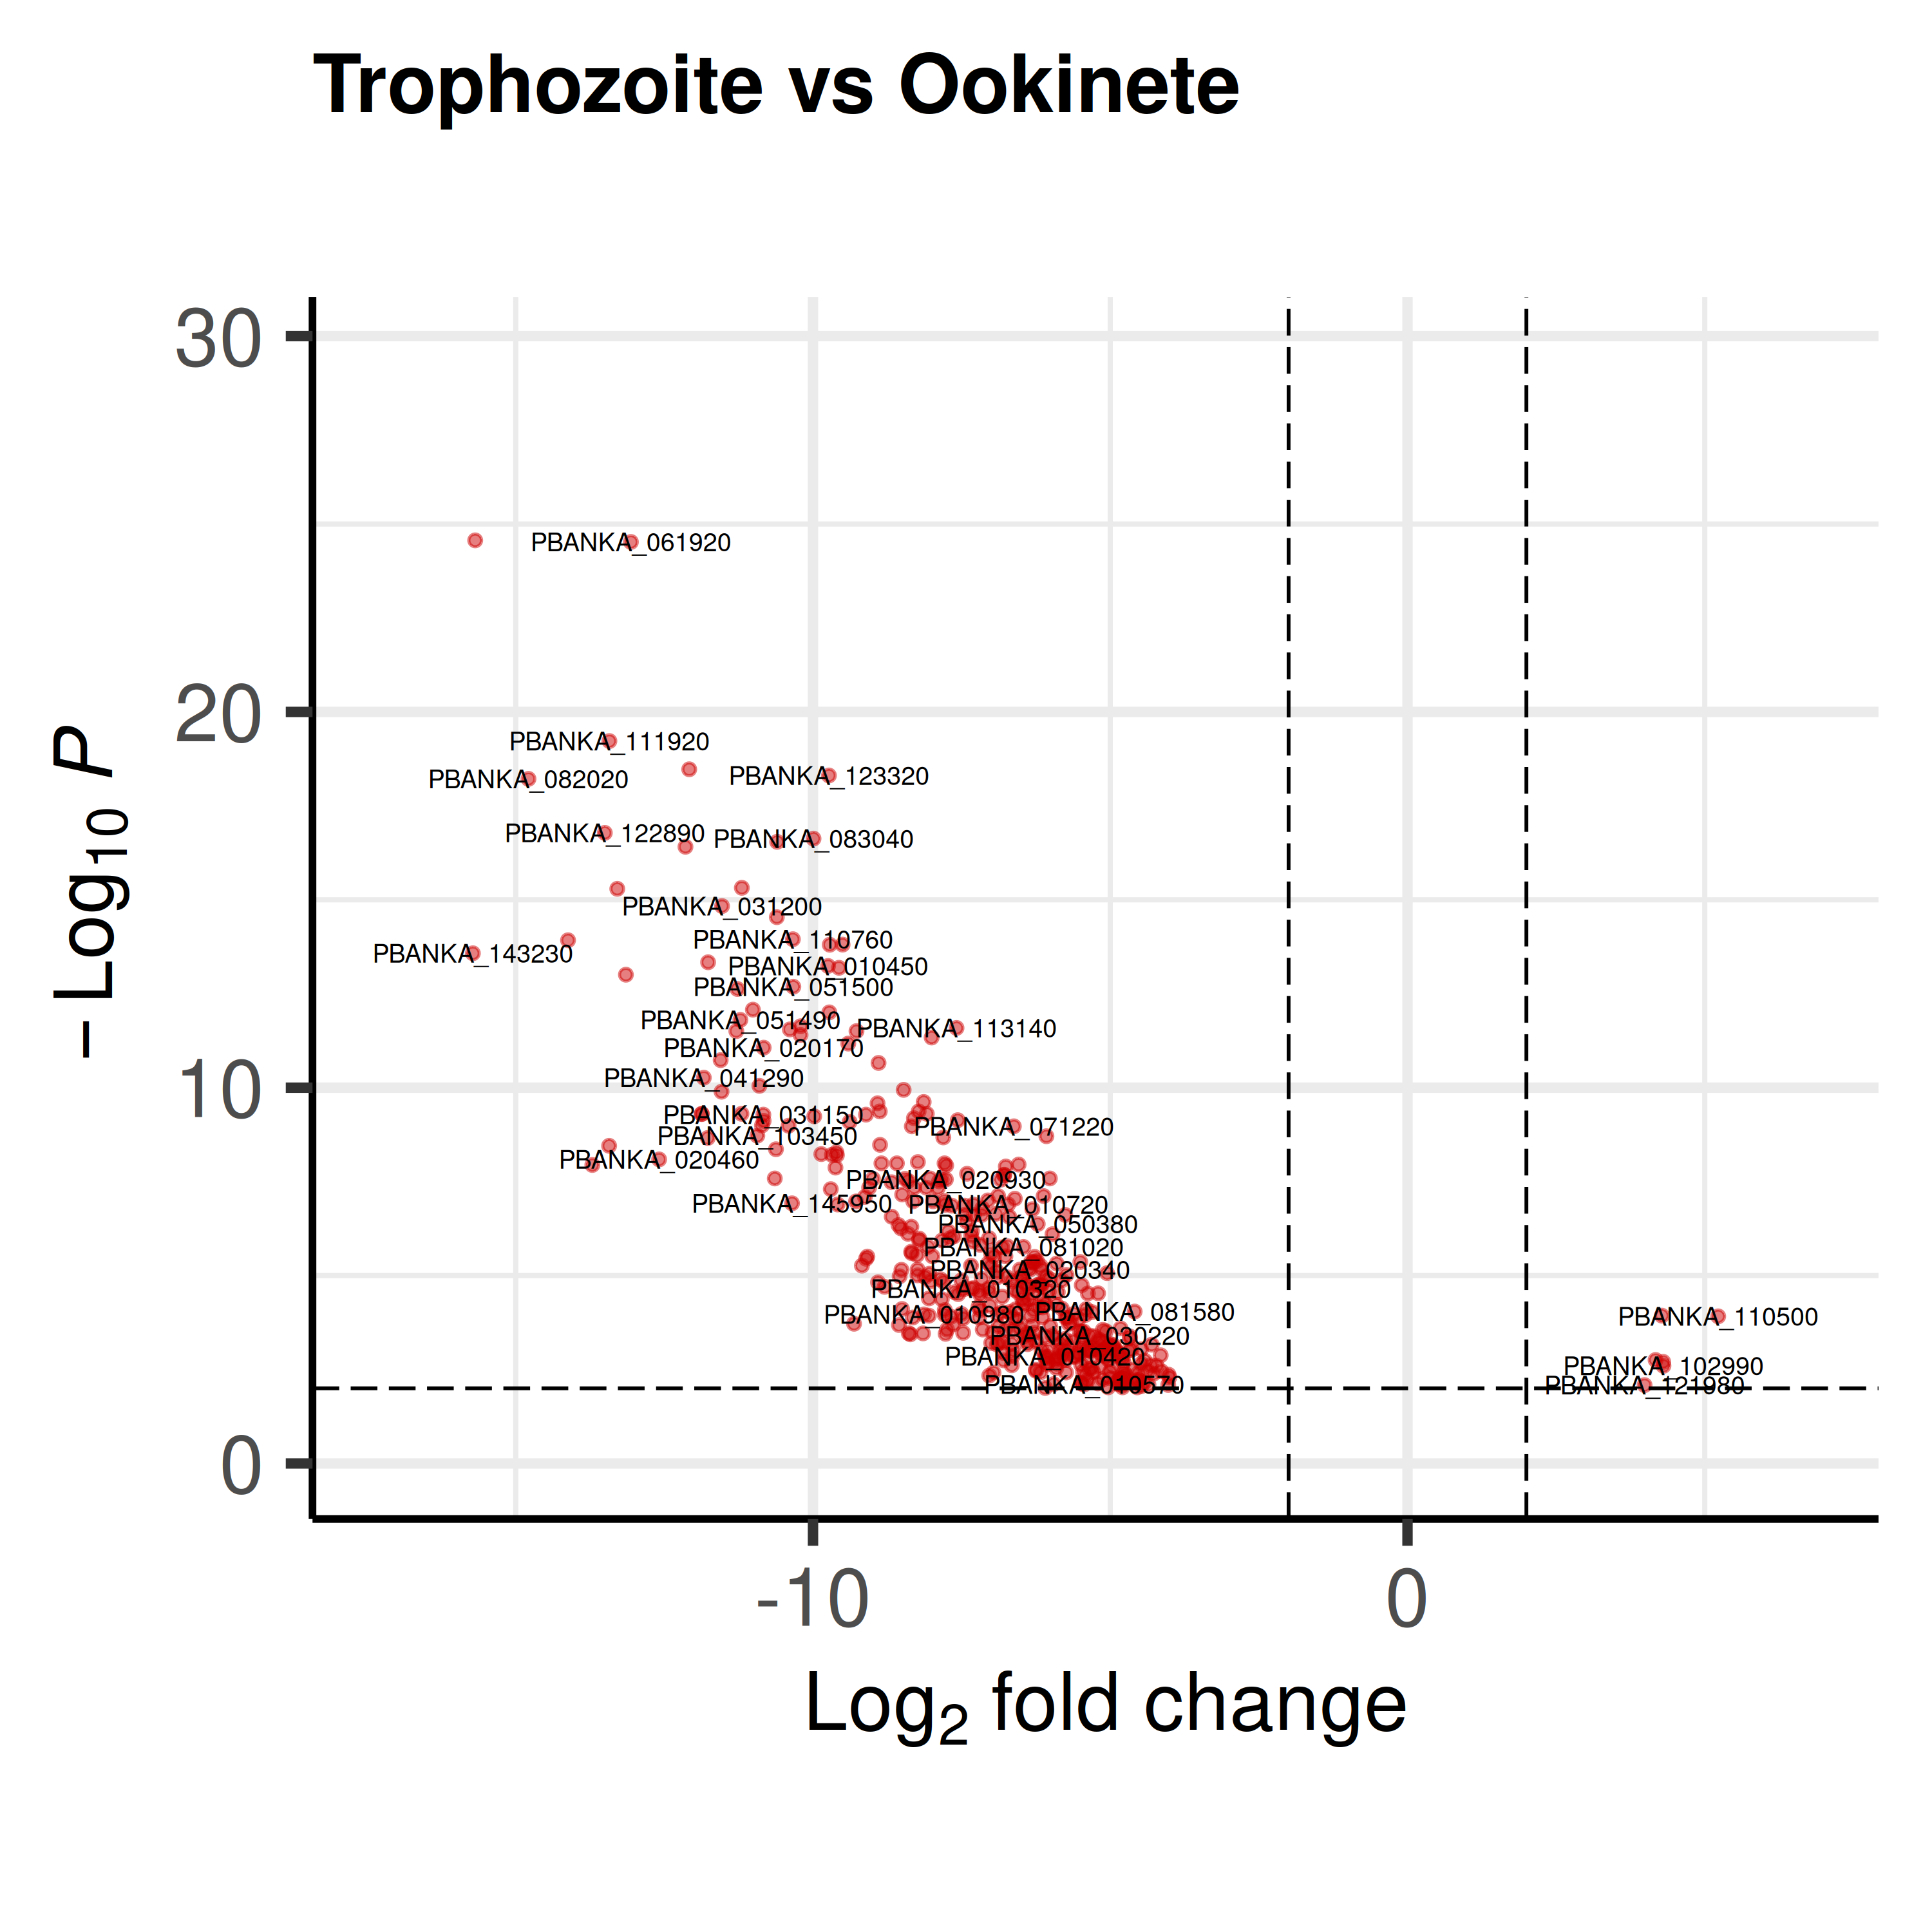 Trophozoite vs Ookinete
30
20
10
0
− Log10 P
PBANKA_061920
PBANKA_111920
PBANKA_123320
PBANKA_082020
PBANKA_122890
PBANKA_083040
PBANKA_031200
PBANKA_110760
PBANKA_143230
PBANKA_010450
PBANKA_051500
PBANKA_051490
PBANKA_113140
PBANKA_020170
PBANKA_041290
PBANKA_031150
PBANKA_071220
PBANKA_103450
PBANKA_020460
PBANKA_020930
PBANKA_145950
PBANKA_010720
PBANKA_050380
PBANKA_081020
PBANKA_020340
PBANKA_010320
PBANKA_081580
PBANKA_010980
PBANKA_110500
PBANKA_030220
PBANKA_010420
PBANKA_102990
PBANKA_010570
PBANKA_121980
-10
0
Log2 fold change